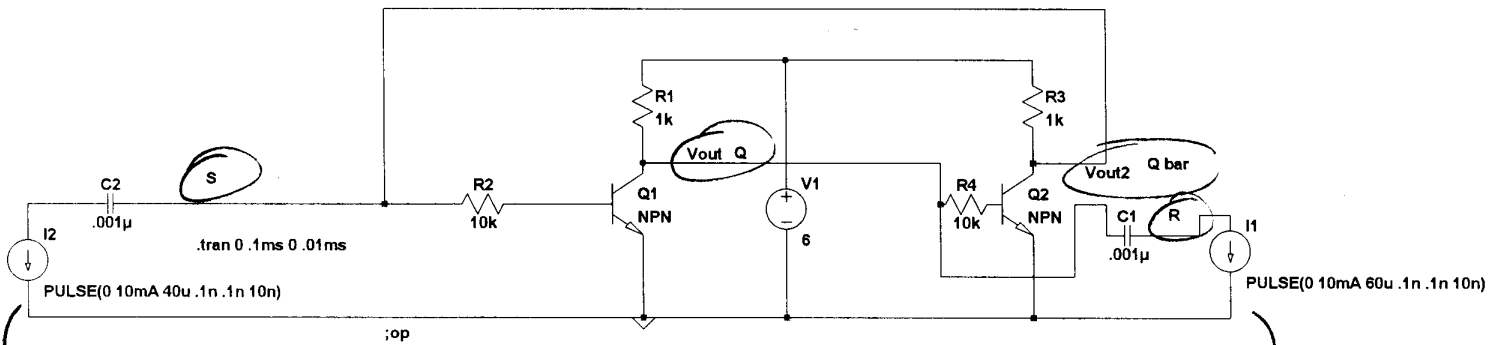 R1
1k
R3
1k
Vout Q
Vout2 Q bar
S
C2
.001µ
R2
10k
Q1
NPN
V1
6
R4
10k
Q2
NPN
C1
.001µ
R
I1
I2
.tran 0 .1ms 0 .01ms
PULSE(0 10mA 40u .1n .1n 10n)
PULSE(0 10mA 60u .1n .1n 10n)
;op